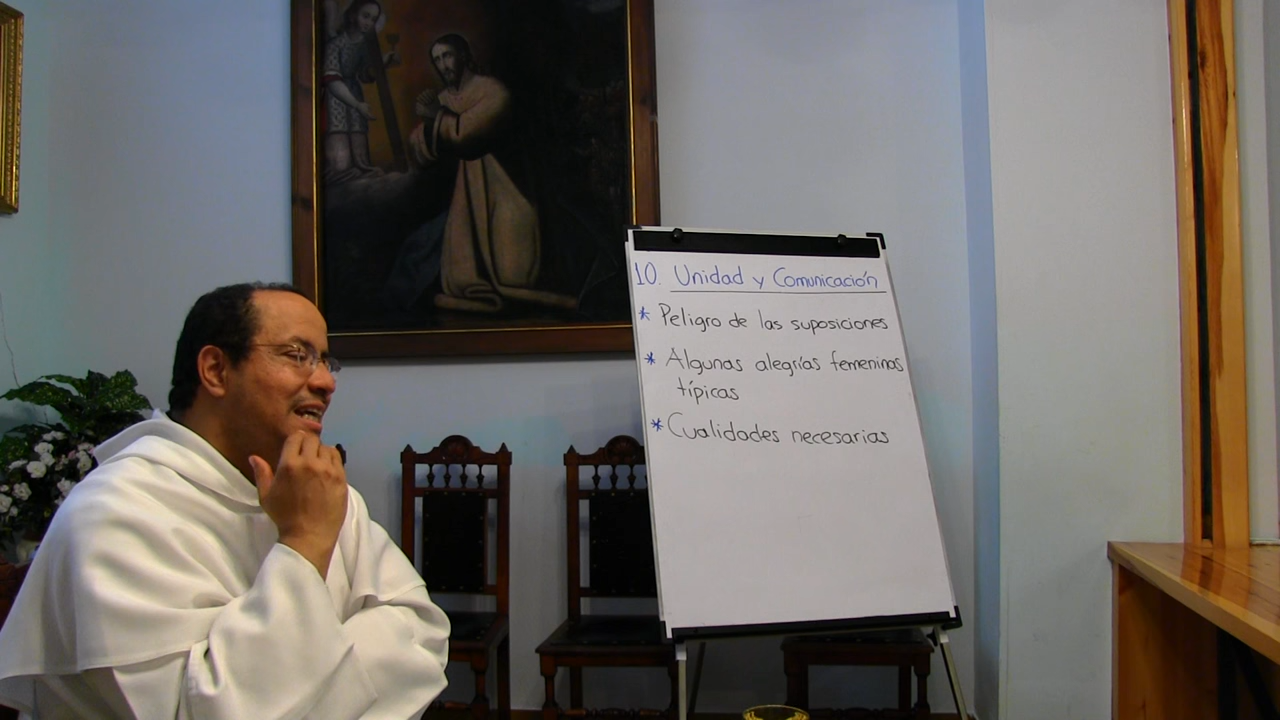 10. Unidad y Comunicación
* Peligro de las suposiciones
* Algunas alegrías femeninas
típicas
* Cualidades necesarias